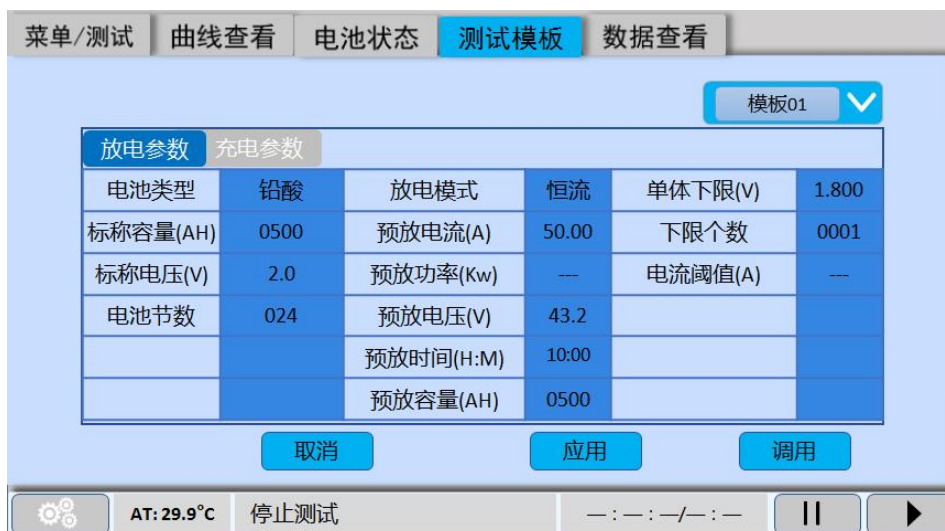 菜单/测试 曲线查看 电池状态 测试模板 数据查看
模板01
放电参数 充电参数
电池类型 铅酸 放电模式 恒流 单体下限(V) 1.800
标称容量(AH) 0500 预放电流(A) 50.00 下限个数 0001
标称电压(V) 2.0 预放功率(Kw) --- 电流阈值(A) ---
电池节数 024 预放电压(V) 43.2
预放时间(H:M) 10:00
预放容量(AH) 0500
取消 应用 调用
AT: 29.9°C 停止测试 —:—:—/—:—